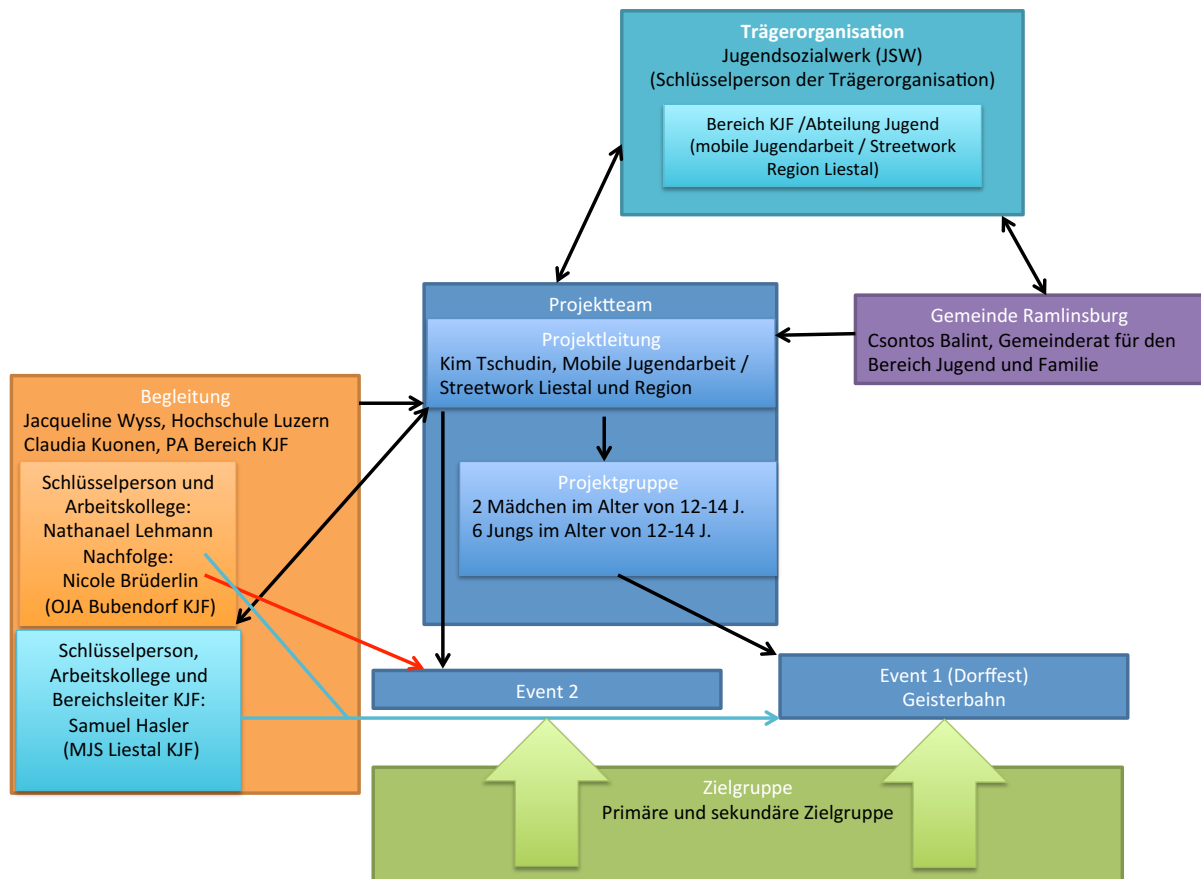 Trägerorganisation
Jugendsozialwerk (JSW)
(Schlüsselperson der Trägerorganisation)
Bereich KJF /Abteilung Jugend
(mobile Jugendarbeit / Streetwork
Region Liestal)
Projektteam
Projektleitung
Kim Tschudin, Mobile Jugendarbeit /
Streetwork Liestal und Region
Gemeinde Ramlinsburg
Csontos Balint, Gemeinderat für den
Bereich Jugend und Familie
Begleitung
Jacqueline Wyss, Hochschule Luzern
Claudia Kuonen, PA Bereich KJF
Schlüsselperson und
Arbeitskollege:
Nathanael Lehmann
Nachfolge:
Nicole Brüderlin
(OJA Bubendorf KJF)
Projektgruppe
2 Mädchen im Alter von 12-14 J.
6 Jungs im Alter von 12-14 J.
Schlüsselperson,
Arbeitskollege und
Bereichsleiter KJF:
Samuel Hasler
(MJS Liestal KJF)
Event 2
Event 1 (Dorffest)
Geisterbahn
Zielgruppe
Primäre und sekundäre Zielgruppe